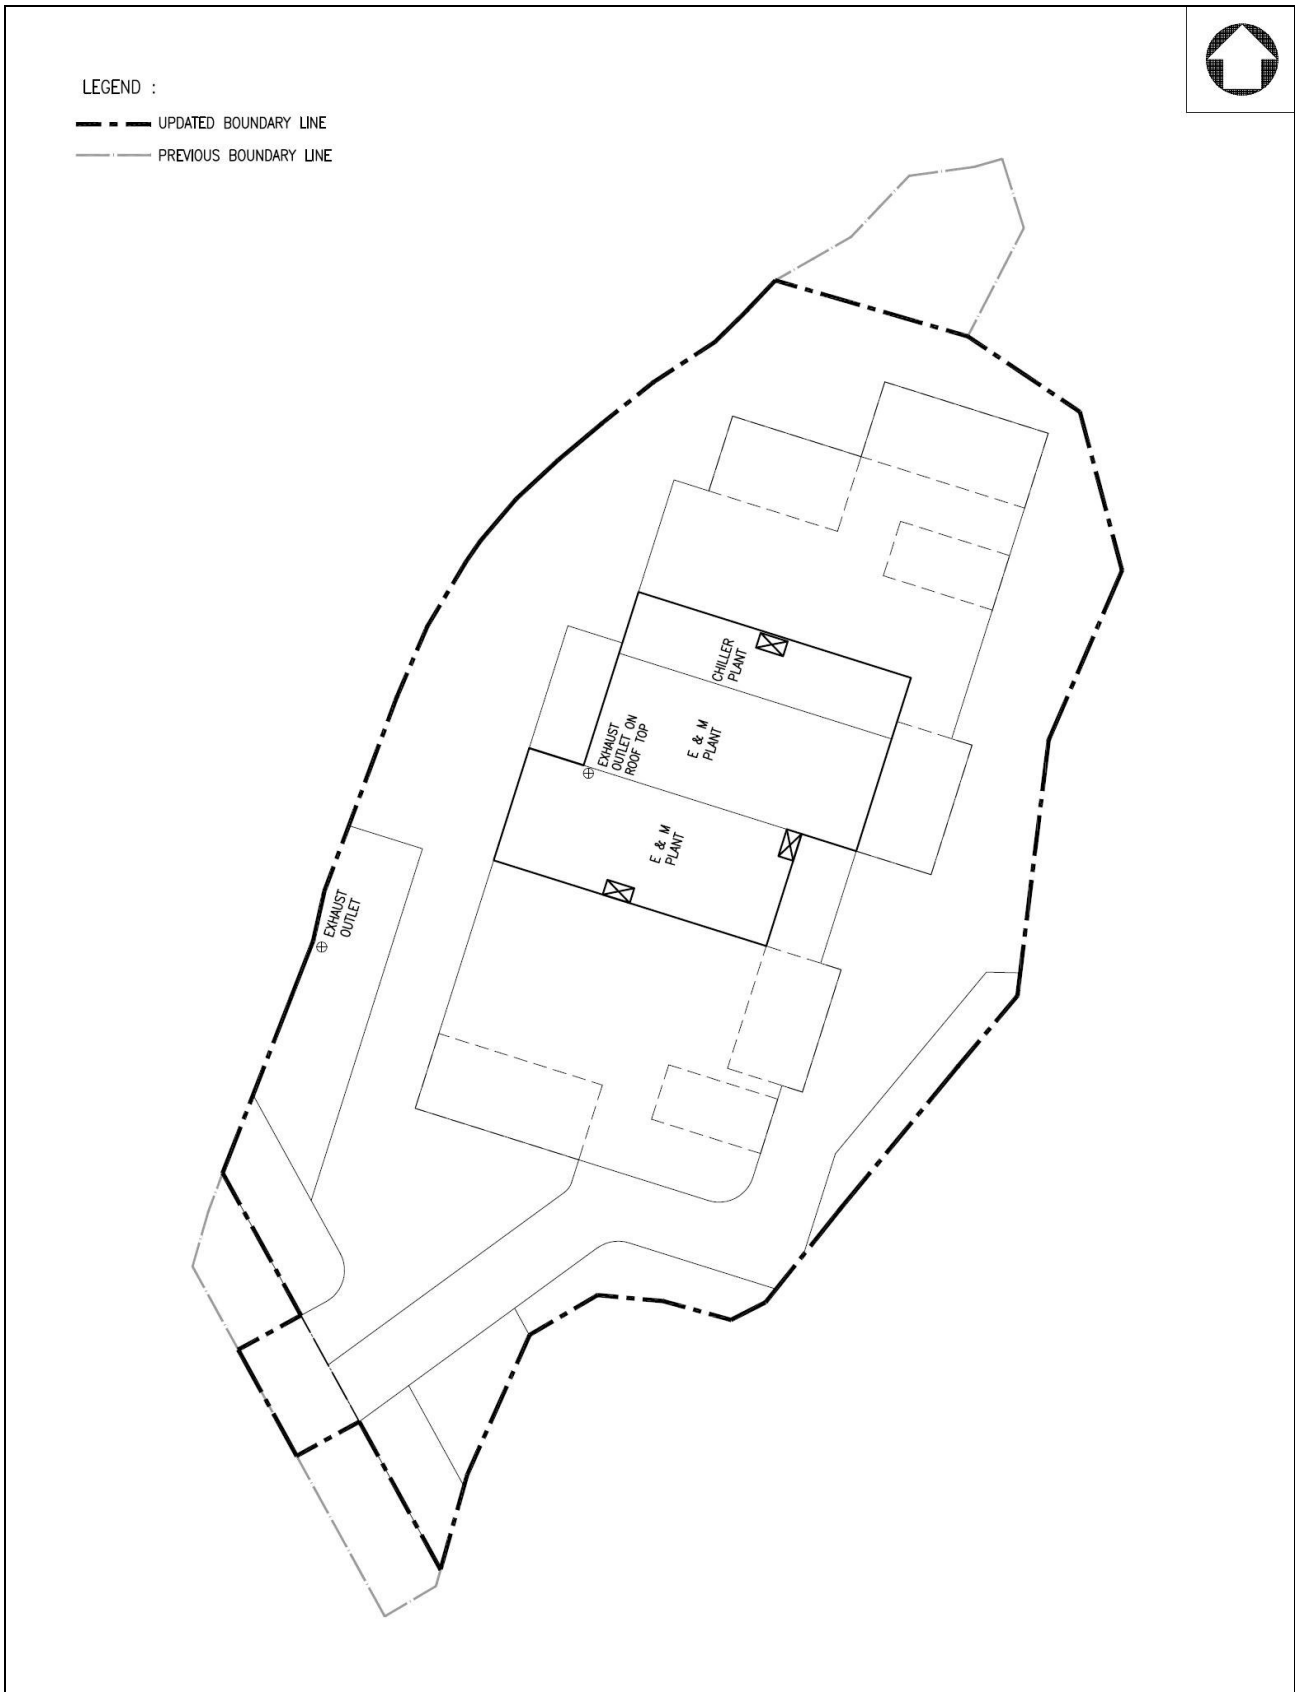 LEGEND :
UPDATED BOUNDARY LINE
PREVIOUS BOUNDARY LINE
CHILLER
PLANT
E & M
PLANT
EXHAUST
OUTLET ON
ROOF TOP
E & M
PLANT
EXHAUST
OUTLET